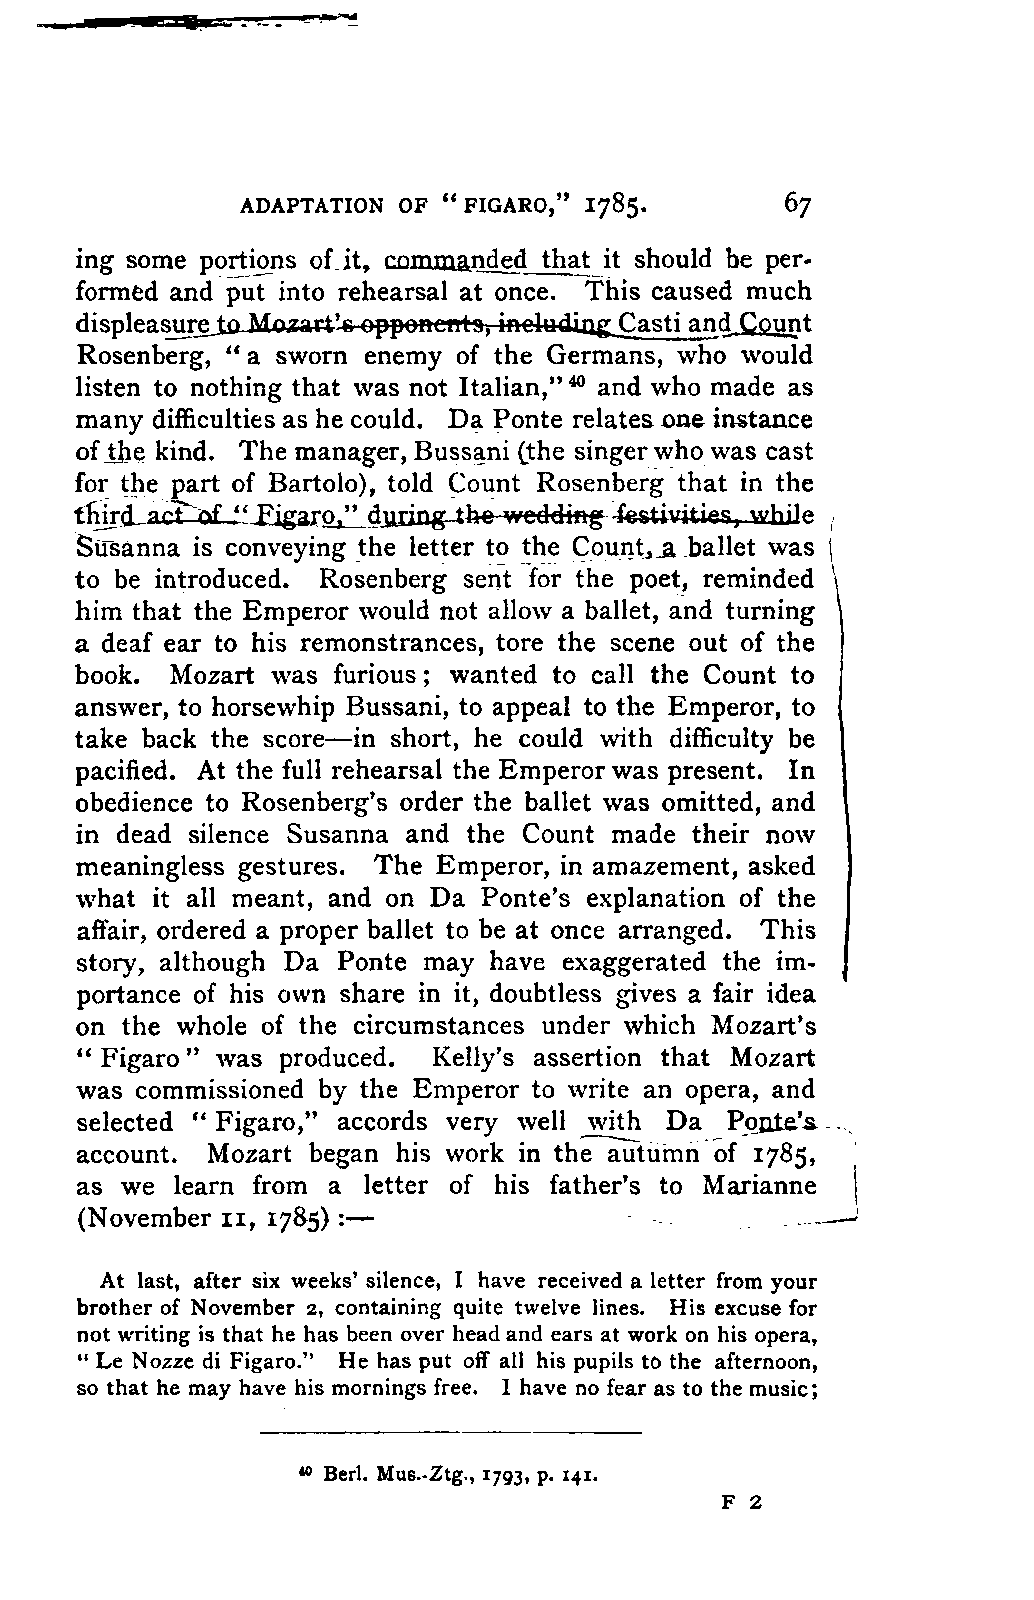 ADAPTATION OF "FIGARO," 1785. 67
ing some portions of it, commanded that it should be per-
formed and put into rehearsal at once. This caused much
displeasure to Mozart's opponents, including Casti and Count
Rosenberg, "a sworn enemy of the Germans, who would
listen to nothing that was not Italian,"⁴⁰ and who made as
many difficulties as he could. Da Ponte relates one instance
of the kind. The manager, Bussani (the singer who was cast
for the part of Bartolo), told Count Rosenberg that in the
third act of "Figaro," during the wedding festivities, while
Susanna is conveying the letter to the Count, a ballet was
to be introduced. Rosenberg sent for the poet, reminded
him that the Emperor would not allow a ballet, and turning
a deaf ear to his remonstrances, tore the scene out of the
book. Mozart was furious; wanted to call the Count to
answer, to horsewhip Bussani, to appeal to the Emperor, to
take back the score—in short, he could with difficulty be
pacified. At the full rehearsal the Emperor was present. In
obedience to Rosenberg's order the ballet was omitted, and
in dead silence Susanna and the Count made their now
meaningless gestures. The Emperor, in amazement, asked
what it all meant, and on Da Ponte's explanation of the
affair, ordered a proper ballet to be at once arranged. This
story, although Da Ponte may have exaggerated the im-
portance of his own share in it, doubtless gives a fair idea
on the whole of the circumstances under which Mozart's
"Figaro" was produced. Kelly's assertion that Mozart
was commissioned by the Emperor to write an opera, and
selected "Figaro," accords very well with Da Ponte's
account. Mozart began his work in the autumn of 1785,
as we learn from a letter of his father's to Marianne
(November 11, 1785) :—
At last, after six weeks' silence, I have received a letter from your
brother of November 2, containing quite twelve lines. His excuse for
not writing is that he has been over head and ears at work on his opera,
"Le Nozze di Figaro." He has put off all his pupils to the afternoon,
so that he may have his mornings free. I have no fear as to the music;
⁴⁰ Berl. Mus.-Ztg., 1793, p. 141.
F 2